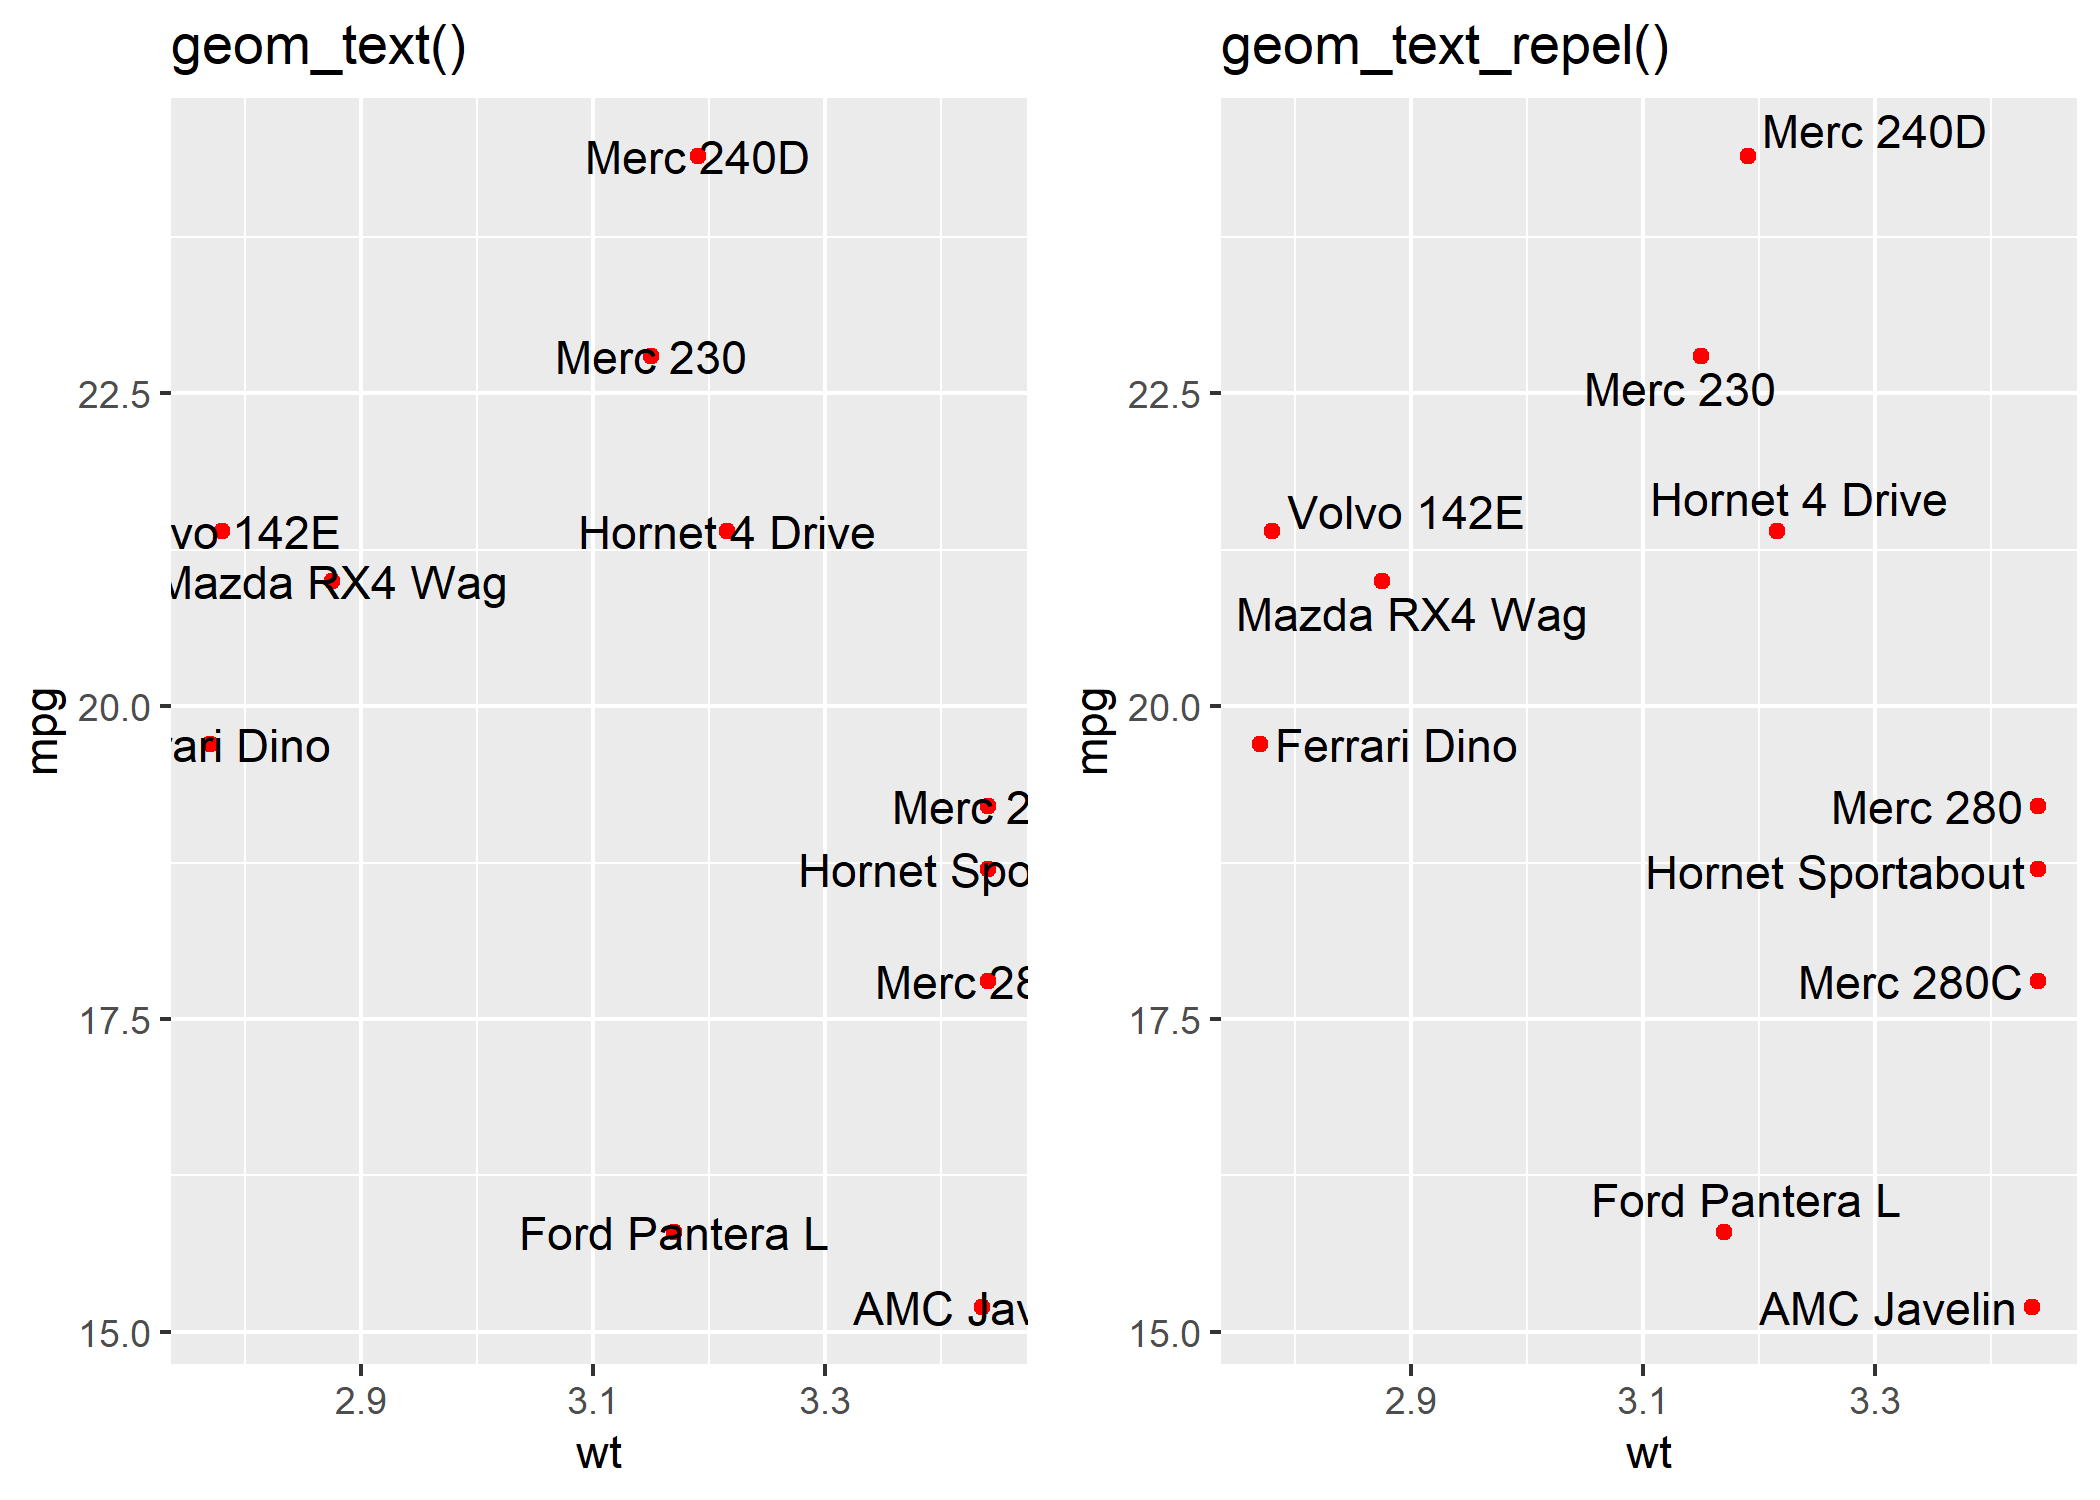 geom_text()
Merc 240D
Merc 230
22.5
vo 142E
Hornet 4 Drive
Mazda RX4 Wag
20.0
mpg
rari Dino
Merc 2
Hornet Spo
Merc 28
17.5
Ford Pantera L
AMC Jav
15.0
2.9 3.1 3.3
wt
geom_text_repel()
Merc 240D
22.5
Merc 230
Volvo 142E
Hornet 4 Drive
Mazda RX4 Wag
20.0
mpg
Ferrari Dino
Merc 280
Hornet Sportabout
Merc 280C
17.5
Ford Pantera L
AMC Javelin
15.0
2.9 3.1 3.3
wt